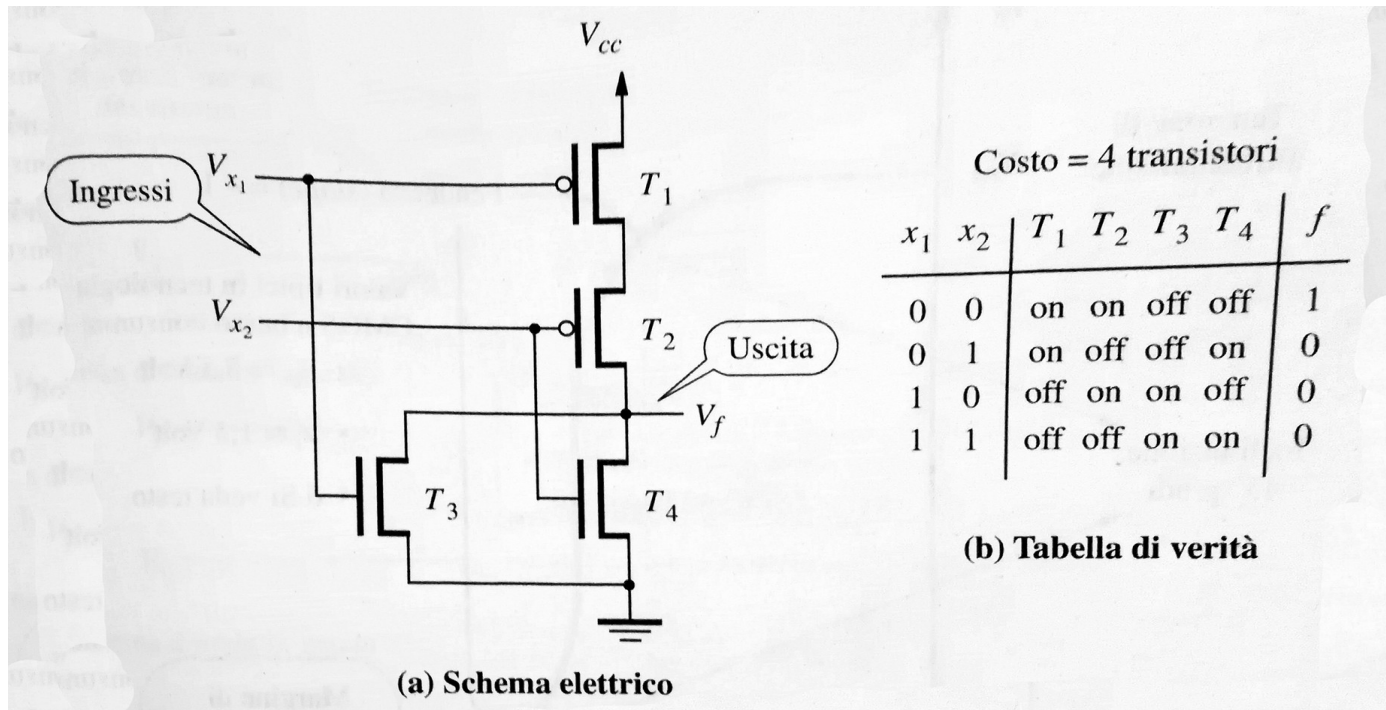 V_cc
V_x1
Ingressi
T_1
V_x2
T_2
Uscita
V_f
T_3
T_4
(a) Schema elettrico
Costo = 4 transistori
x_1 x_2 T_1 T_2 T_3 T_4 f
0 0 on on off off 1
0 1 on off off on 0
1 0 off on on off 0
1 1 off off on on 0
(b) Tabella di verità